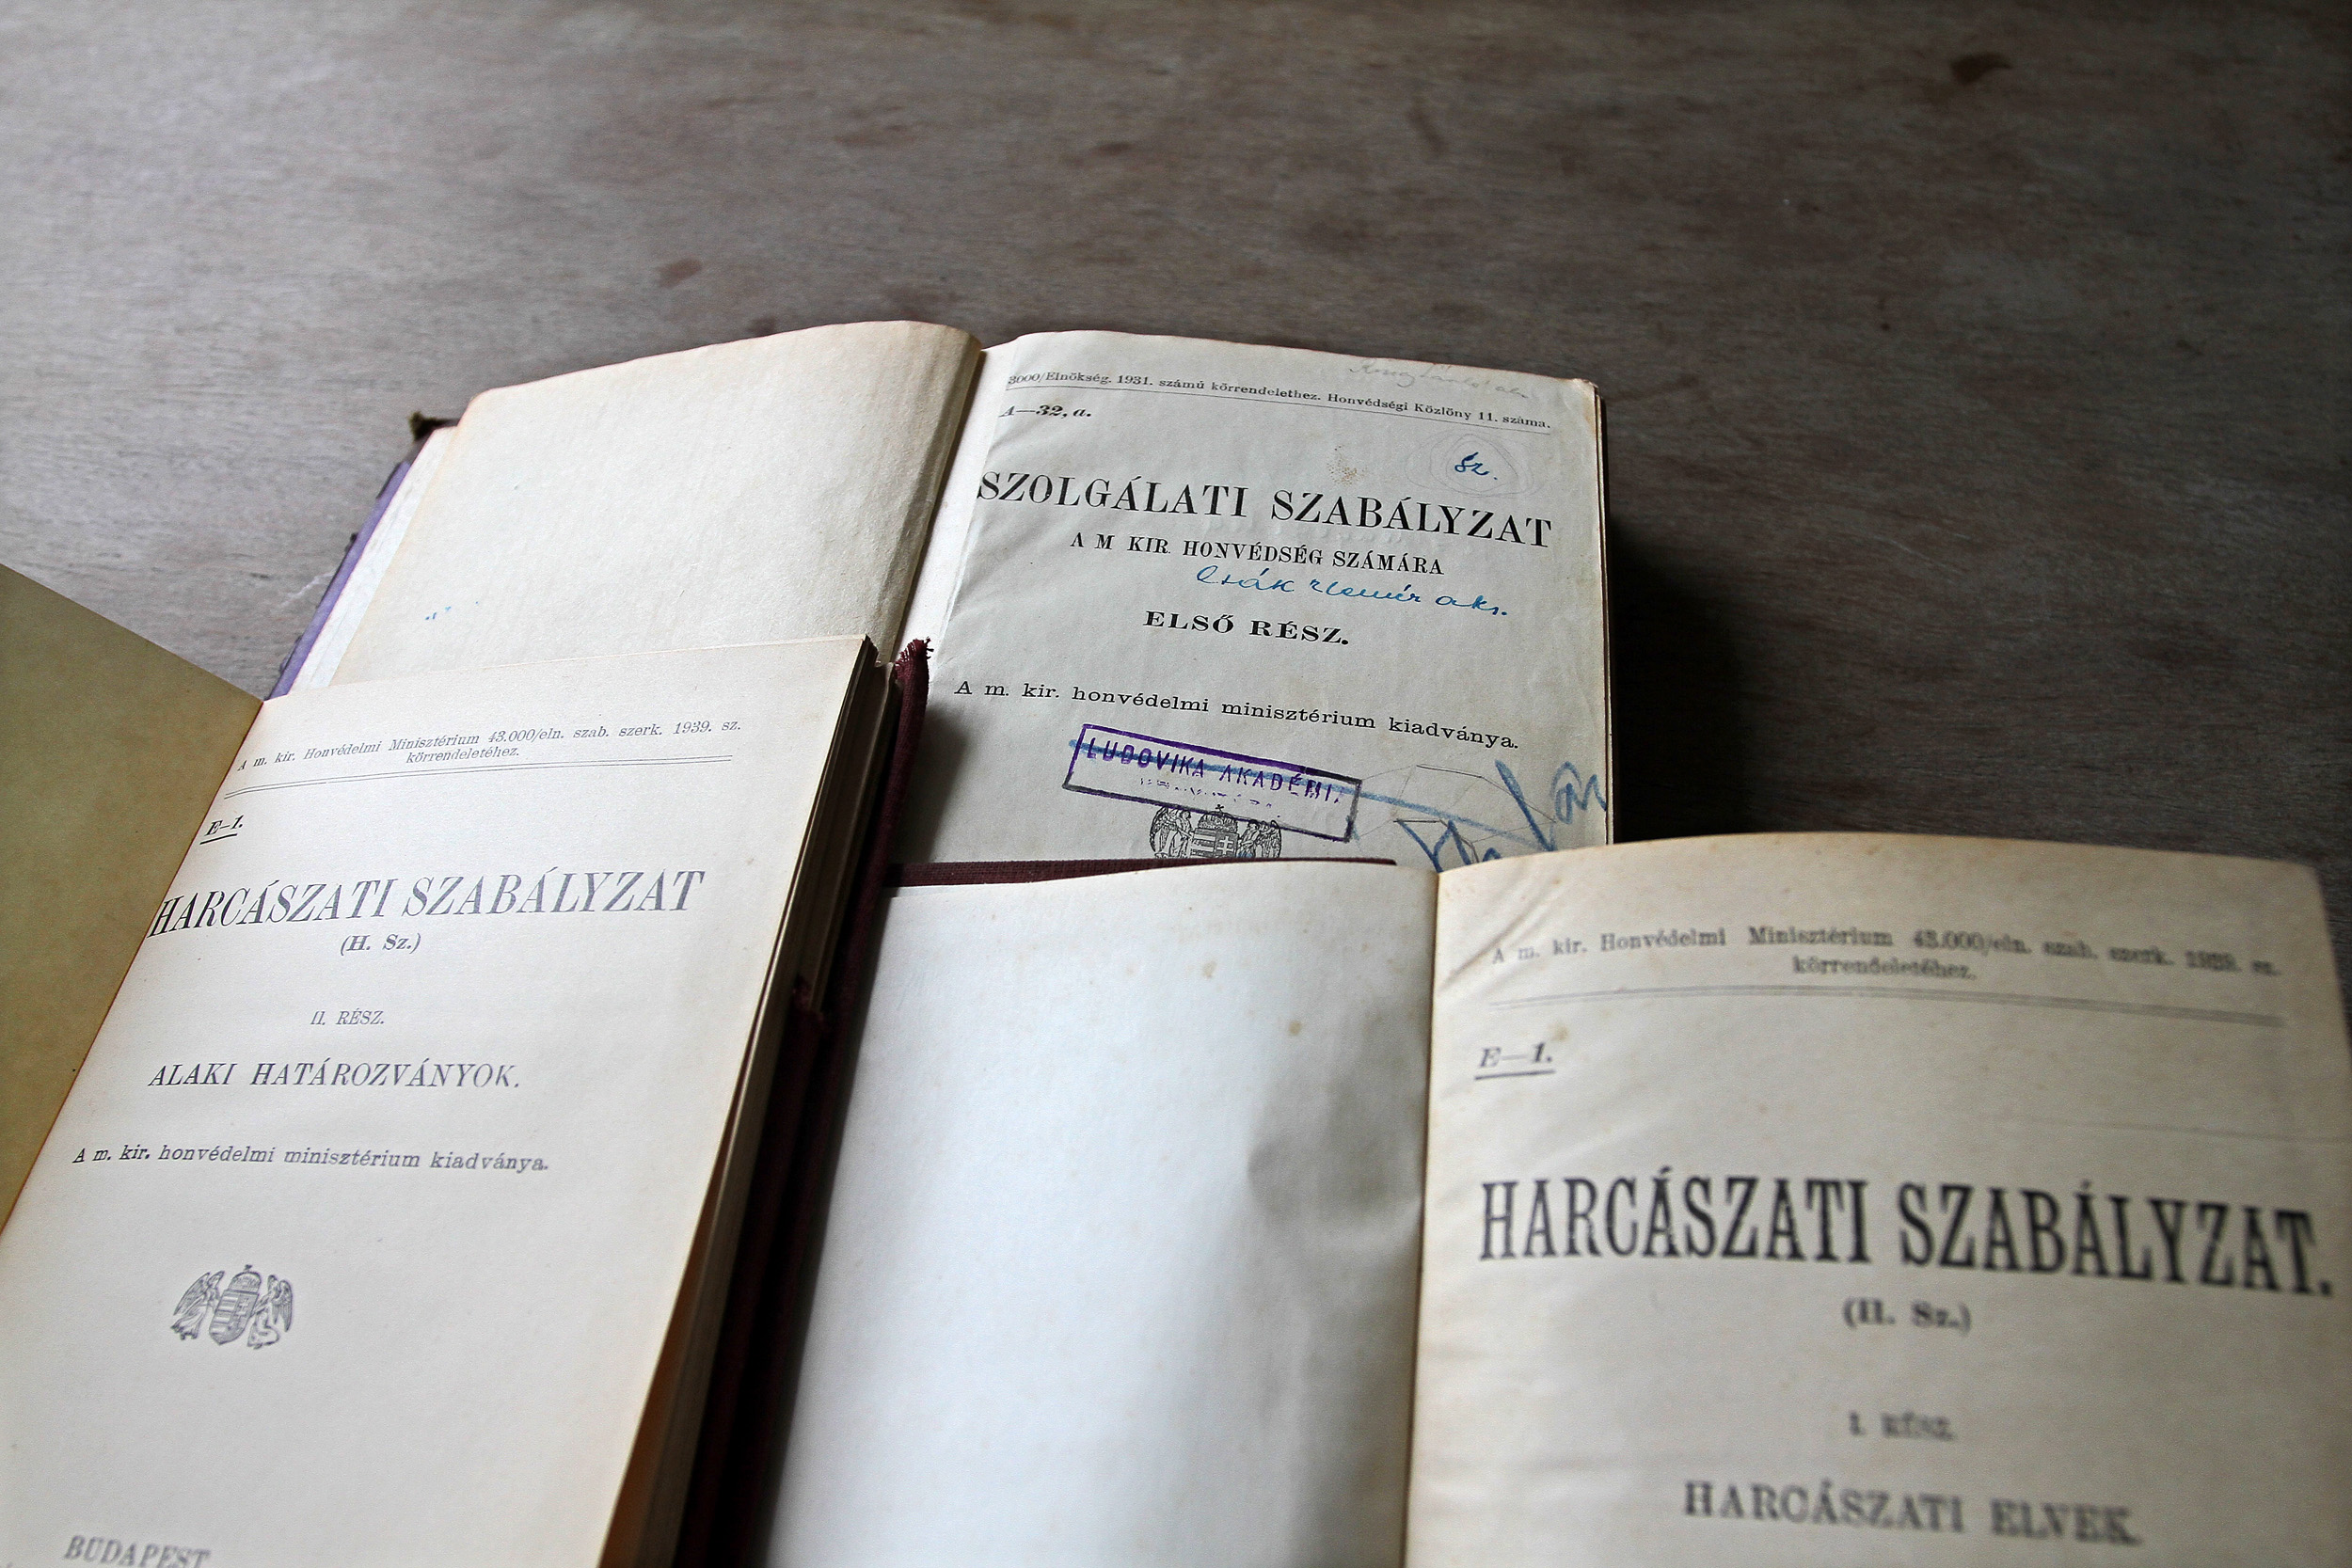 3000/Elnökség. 1931. számú körrendelethez. Honvédségi Közlöny 11. száma.
A—32, a.
Sz.
SZOLGÁLATI SZABÁLYZAT
A M KIR. HONVÉDSÉG SZÁMÁRA
Csák
ELSŐ RÉSZ.
A m. kir. honvédelmi minisztérium kiadványa.
LUDOVIKA AKADÉMIA
A m. kir. Honvédelmi Minisztérium 43.000/eln. szab. szerk. 1939. sz.
körrendeletéhez.
E—1.
HARCÁSZATI SZABÁLYZAT
(H. Sz.)
II. RÉSZ.
ALAKI HATÁROZVÁNYOK.
A m. kir. honvédelmi minisztérium kiadványa.
BUDAPEST
A m. kir. Honvédelmi Minisztérium 43.000/eln. szab. szerk. 1939. sz.
körrendeletéhez.
E—1.
HARCÁSZATI SZABÁLYZAT.
(H. Sz.)
I. RÉSZ.
HARCÁSZATI ELVEK.